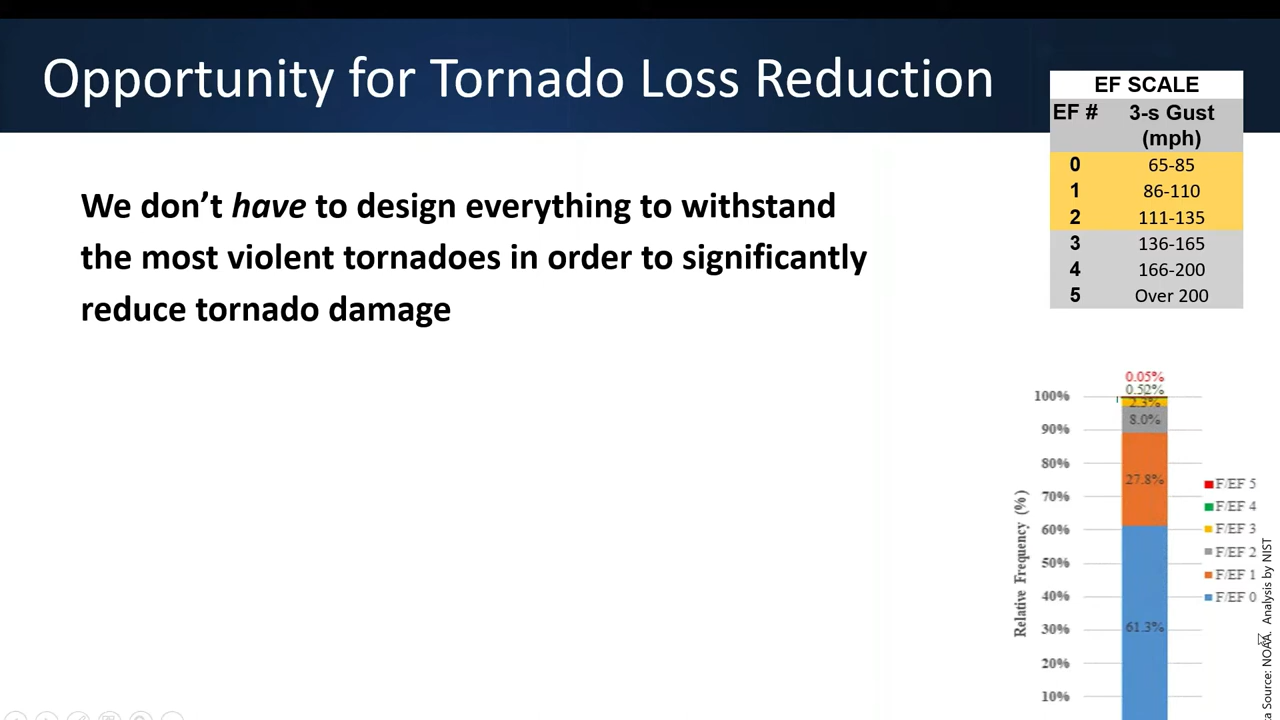 Opportunity for Tornado Loss Reduction
EF SCALE
EF # 3-s Gust
(mph)
0 65-85
1 86-110
2 111-135
3 136-165
4 166-200
5 Over 200
We don’t have to design everything to withstand
the most violent tornadoes in order to significantly
reduce tornado damage
0.05%
0.52%
2.3%
8.0%
27.8%
61.3%
100%
90%
80%
70%
60%
50%
40%
30%
20%
10%
Relative Frequency (%)
F/EF 5
F/EF 4
F/EF 3
F/EF 2
F/EF 1
F/EF 0
a Source: NOAA. Analysis by NIST